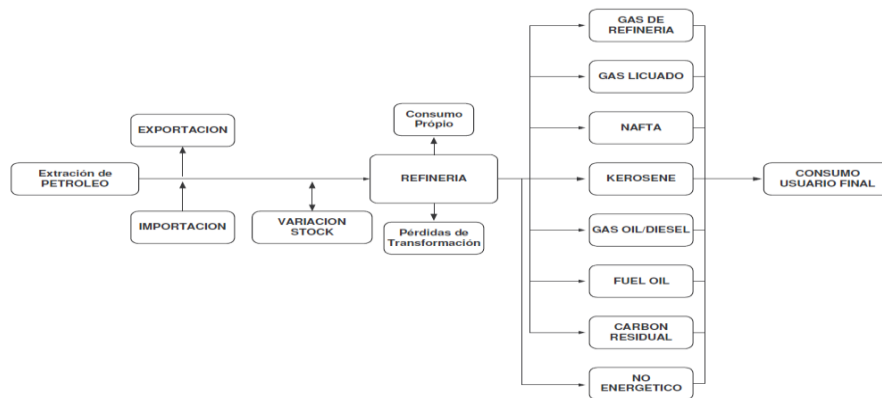 GAS DE
REFINERIA
GAS LICUADO
Consumo
Própio
EXPORTACION
NAFTA
Extración de
PETROLEO
REFINERIA
KEROSENE
CONSUMO
USUARIO FINAL
IMPORTACION
VARIACION
STOCK
Pérdidas de
Transformación
GAS OIL/DIESEL
FUEL OIL
CARBON
RESIDUAL
NO
ENERGETICO